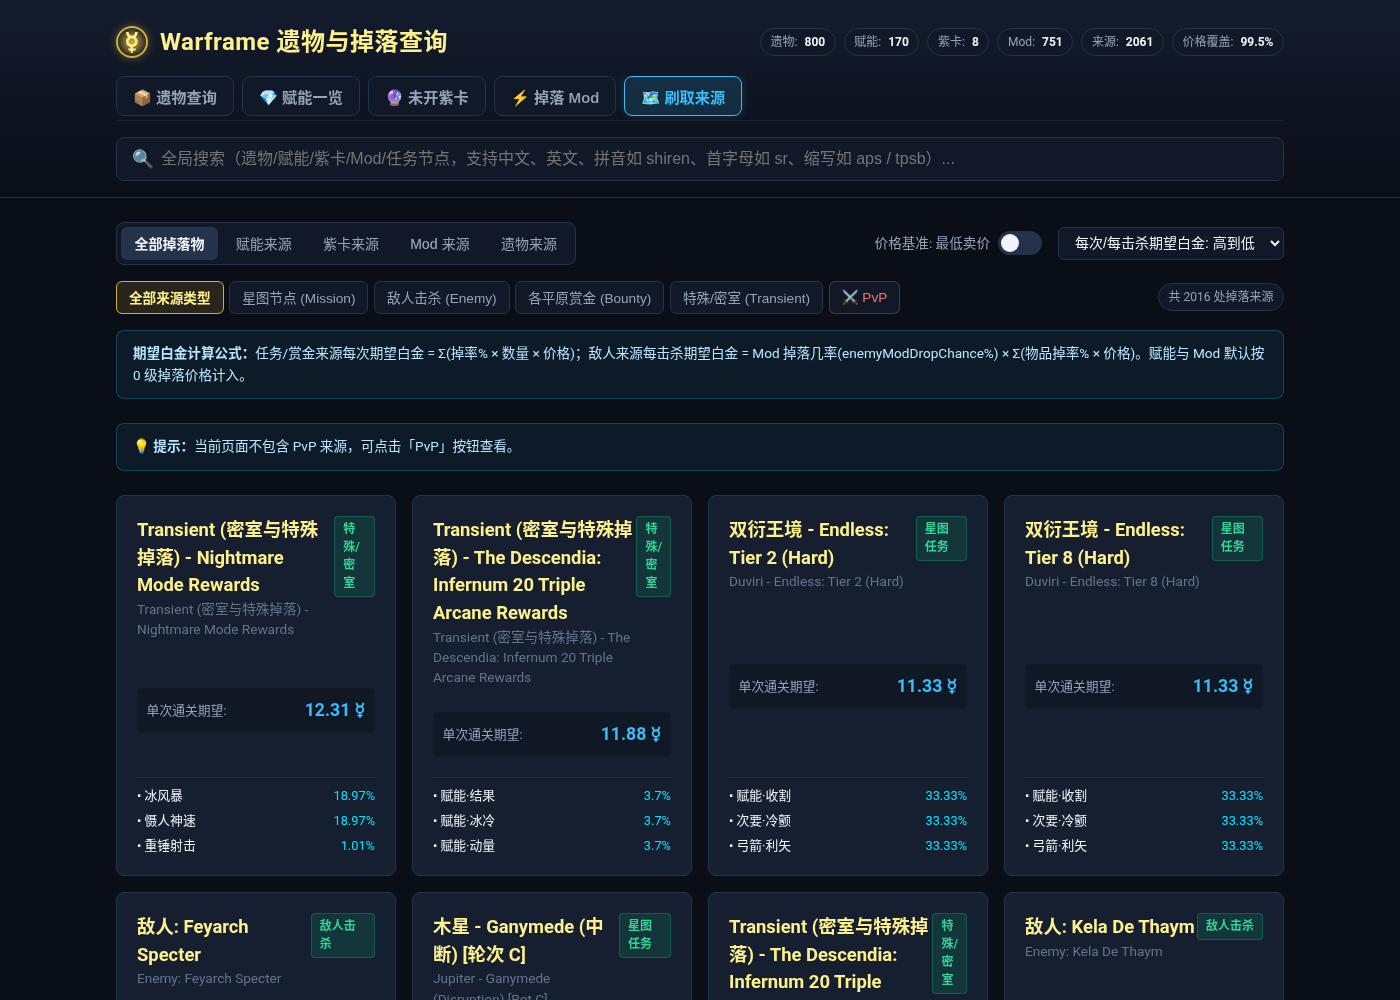 Warframe 遗物与掉落查询
遗物: 800
赋能: 170
紫卡: 8
Mod: 751
来源: 2061
价格覆盖: 99.5%
📦 遗物查询
💎 赋能一览
🔮 未开紫卡
⚡ 掉落 Mod
🗺️ 刷取来源
🔍 全局搜索（遗物/赋能/紫卡/Mod/任务节点，支持中文、英文、拼音如 shiren、首字母如 sr、缩写如 aps / tpsb）...
全部掉落物
赋能来源
紫卡来源
Mod 来源
遗物来源
价格基准: 最低卖价
每次/每击杀期望白金: 高到低
全部来源类型
星图节点 (Mission)
敌人击杀 (Enemy)
各平原赏金 (Bounty)
特殊/密室 (Transient)
⚔️ PvP
共 2016 处掉落来源
期望白金计算公式：任务/赏金来源每次期望白金 = Σ(掉率% × 数量 × 价格)；敌人来源每击杀期望白金 = Mod 掉落几率(enemyModDropChance%) × Σ(物品掉率% × 价格)。赋能与 Mod 默认按
0 级掉落价格计入。
💡 提示：当前页面不包含 PvP 来源，可点击「PvP」按钮查看。
Transient (密室与特殊
掉落) - Nightmare
Mode Rewards
特
殊/
密
室
Transient (密室与特殊掉落) -
Nightmare Mode Rewards
单次通关期望:
12.31 ☿
• 冰风暴
18.97%
• 慑人神速
18.97%
• 重锤射击
1.01%
Transient (密室与特殊掉
落) - The Descendia:
Infernum 20 Triple
Arcane Rewards
特
殊/
密
室
Transient (密室与特殊掉落) - The
Descendia: Infernum 20 Triple
Arcane Rewards
单次通关期望:
11.88 ☿
• 赋能·结果
3.7%
• 赋能·冰冷
3.7%
• 赋能·动量
3.7%
双衍王境 - Endless:
Tier 2 (Hard)
星图
任务
Duviri - Endless: Tier 2 (Hard)
单次通关期望:
11.33 ☿
• 赋能·收割
33.33%
• 次要·冷颤
33.33%
• 弓箭·利矢
33.33%
双衍王境 - Endless:
Tier 8 (Hard)
星图
任务
Duviri - Endless: Tier 8 (Hard)
单次通关期望:
11.33 ☿
• 赋能·收割
33.33%
• 次要·冷颤
33.33%
• 弓箭·利矢
33.33%
敌人: Feyarch
Specter
敌人击
杀
Enemy: Feyarch Specter
木星 - Ganymede (中
断) [轮次 C]
星图
任务
Jupiter - Ganymede
(Disruption) [Rot C]
Transient (密室与特殊掉
落) - The Descendia:
Infernum 20 Triple
特
殊/
密
室
敌人: Kela De Thaym
敌人击杀
Enemy: Kela De Thaym